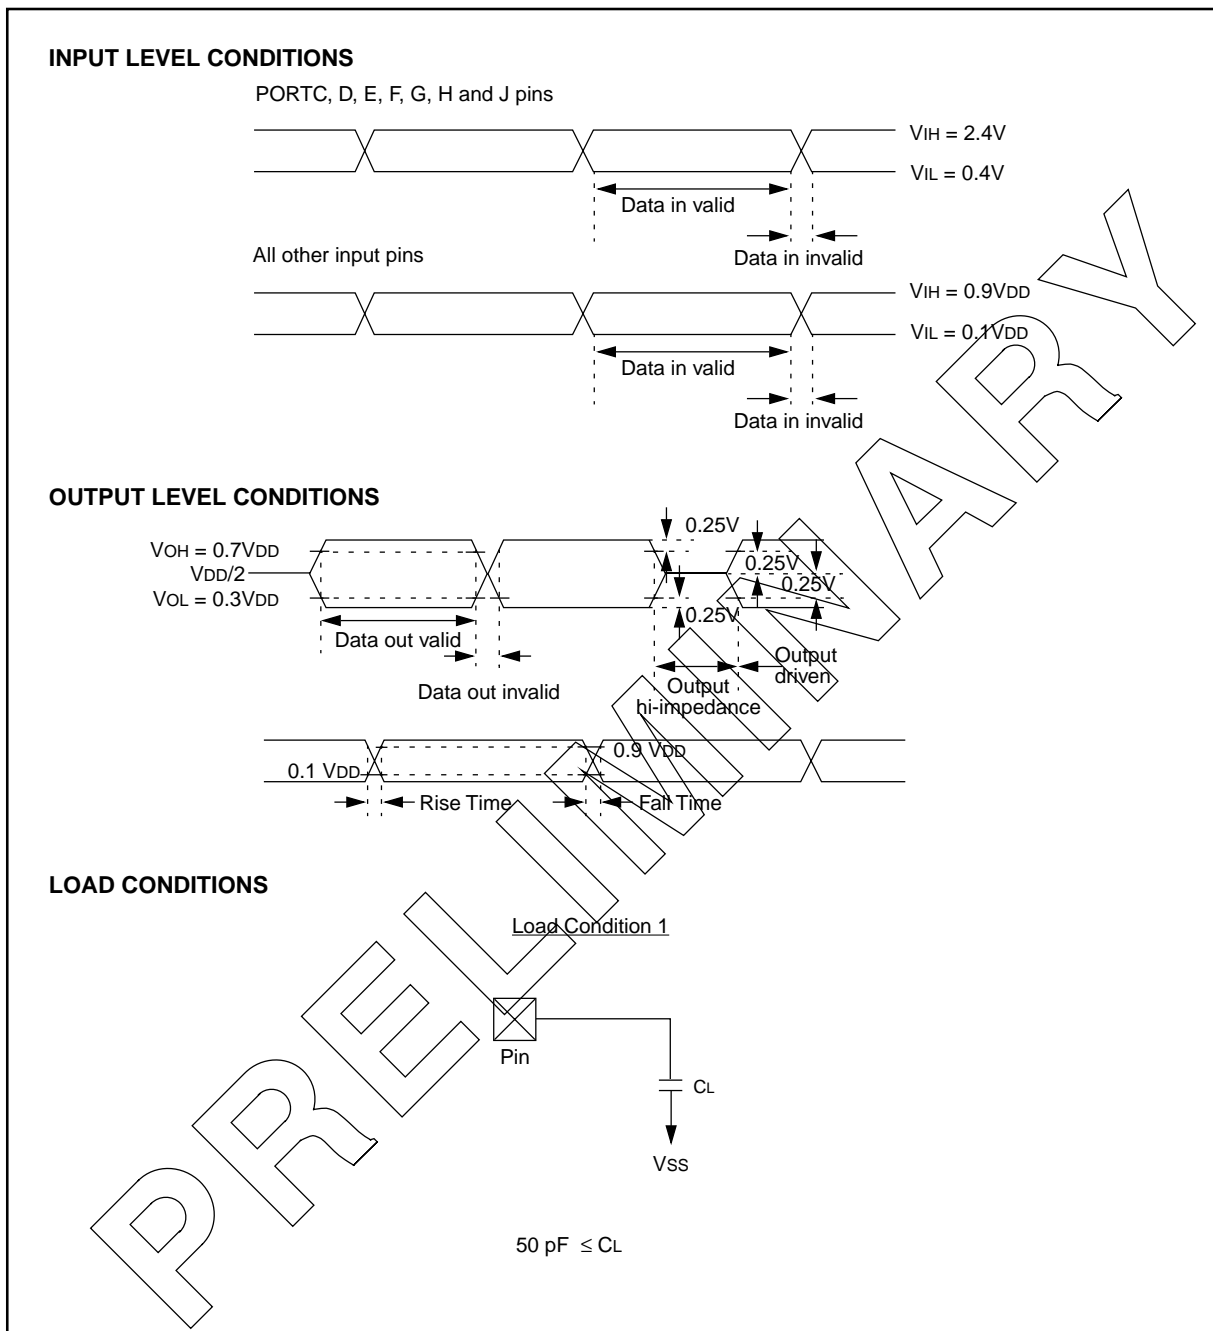 INPUT LEVEL CONDITIONS
PORTC, D, E, F, G, H and J pins
VIH = 2.4V
VIL = 0.4V
Data in valid
Data in invalid
All other input pins
VIH = 0.9VDD
VIL = 0.1VDD
Data in valid
Data in invalid
OUTPUT LEVEL CONDITIONS
0.25V
VOH = 0.7VDD
VDD/2
VOL = 0.3VDD
0.25V
0.25V
0.25V
Data out valid
Data out invalid
Output
hi-impedance
Output
driven
0.9 VDD
0.1 VDD
Rise Time
Fall Time
LOAD CONDITIONS
Load Condition 1
Pin
CL
VSS
50 pF ≤ CL
PRELIMINARY